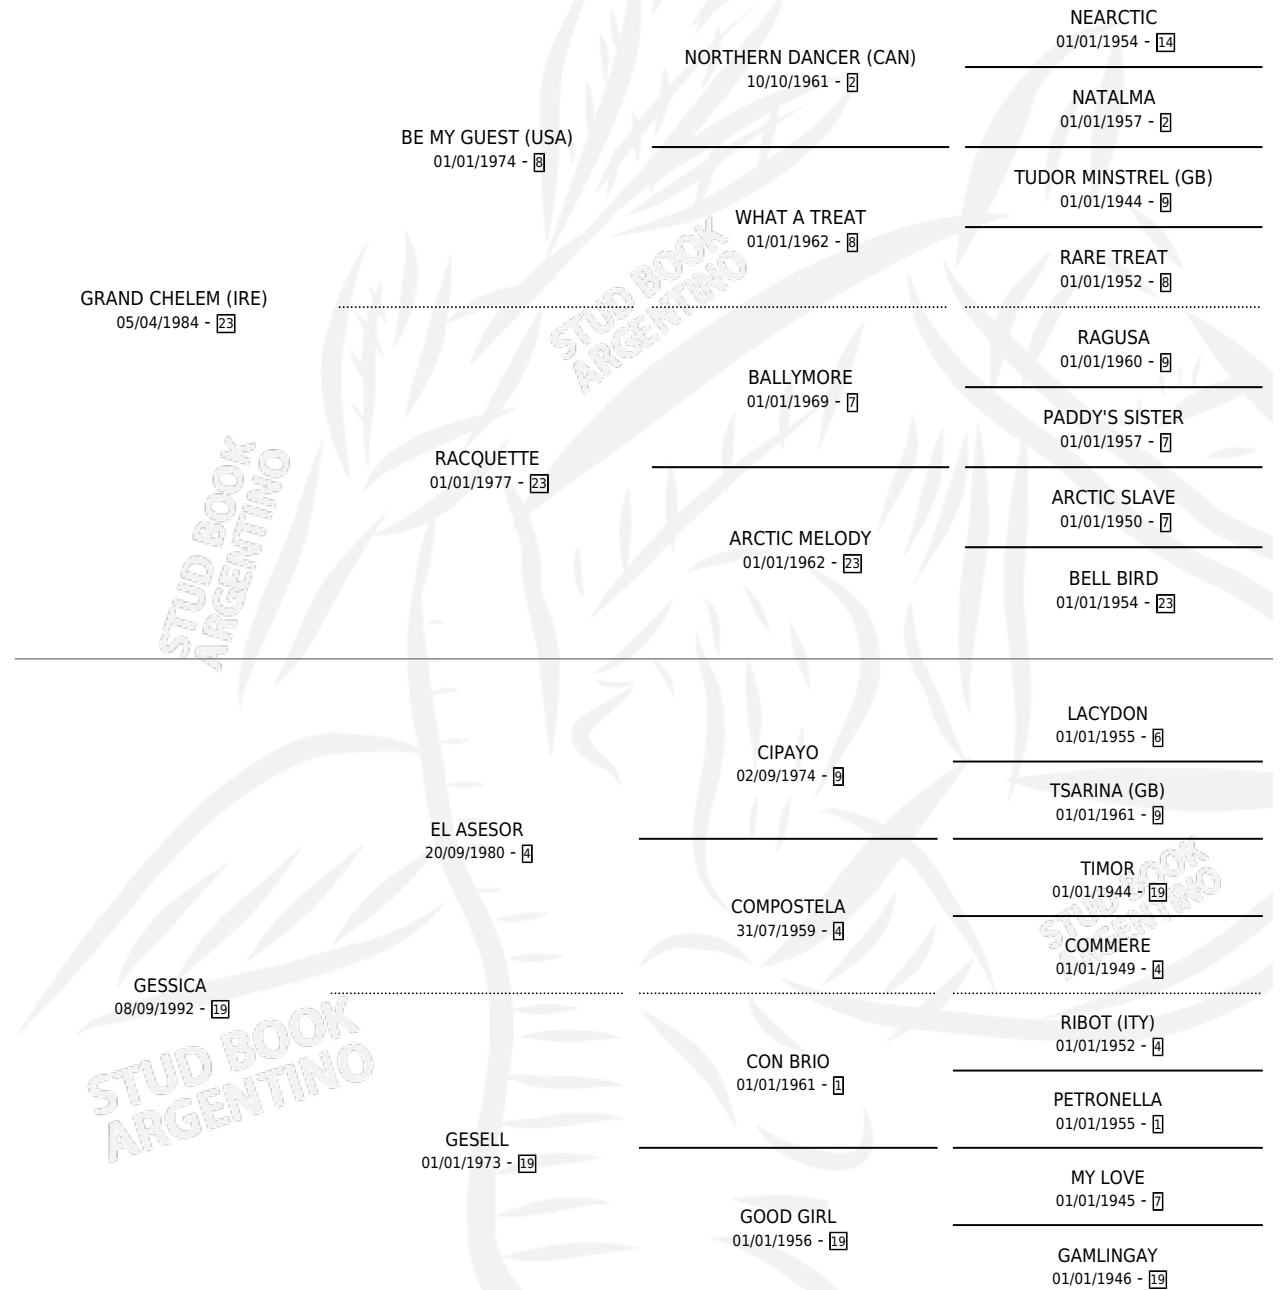 NEARCTIC
01/01/1954 - 14
NORTHERN DANCER (CAN)
10/10/1961 - 2
NATALMA
01/01/1957 - 2
BE MY GUEST (USA)
01/01/1974 - 8
TUDOR MINSTREL (GB)
01/01/1944 - 9
WHAT A TREAT
01/01/1962 - 8
RARE TREAT
01/01/1952 - 8
GRAND CHELEM (IRE)
05/04/1984 - 23
STUD BOOK
ARGENTINO
RAGUSA
01/01/1960 - 9
BALLYMORE
01/01/1969 - 7
PADDY'S SISTER
01/01/1957 - 7
RACQUETTE
01/01/1977 - 23
ARCTIC SLAVE
01/01/1950 - 7
ARCTIC MELODY
01/01/1962 - 23
BELL BIRD
01/01/1954 - 23
STUD BOOK
ARGENTINO
LACYDON
01/01/1955 - 6
CIPAYO
02/09/1974 - 9
TSARINA (GB)
01/01/1961 - 9
EL ASESOR
20/09/1980 - 4
TIMOR
01/01/1944 - 19
COMPOSTELA
31/07/1959 - 4
STUD BOOK
ARGENTINO
COMMERE
01/01/1949 - 4
GESSICA
08/09/1992 - 19
RIBOT (ITY)
01/01/1952 - 4
CON BRIO
01/01/1961 - 1
STUD BOOK
ARGENTINO
PETRONELLA
01/01/1955 - 1
GESELL
01/01/1973 - 19
MY LOVE
01/01/1945 - 7
GOOD GIRL
01/01/1956 - 19
GAMLINGAY
01/01/1946 - 19